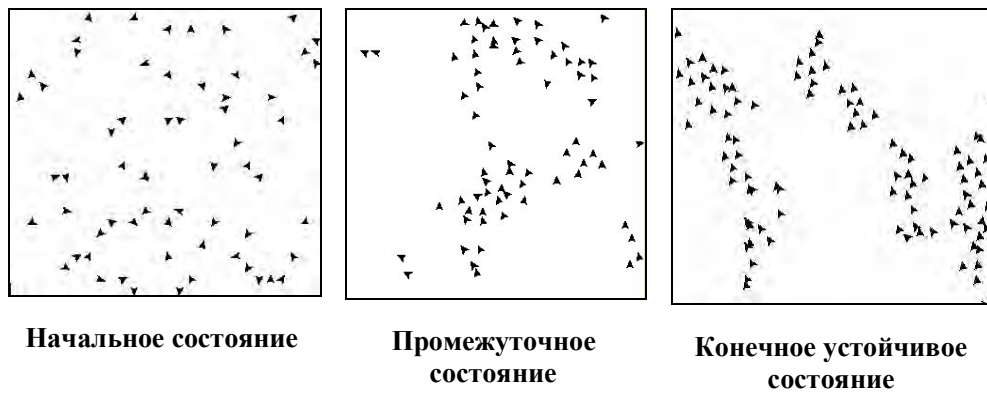 Начальное состояние
Промежуточное
состояние
Конечное устойчивое
состояние